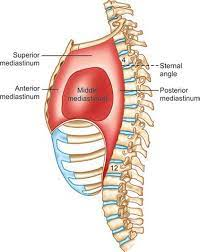 Superior
mediastinum
4
Sternal
angle
Anterior
mediastinum
Middle
mediastinum
Posterior
mediastinum
12